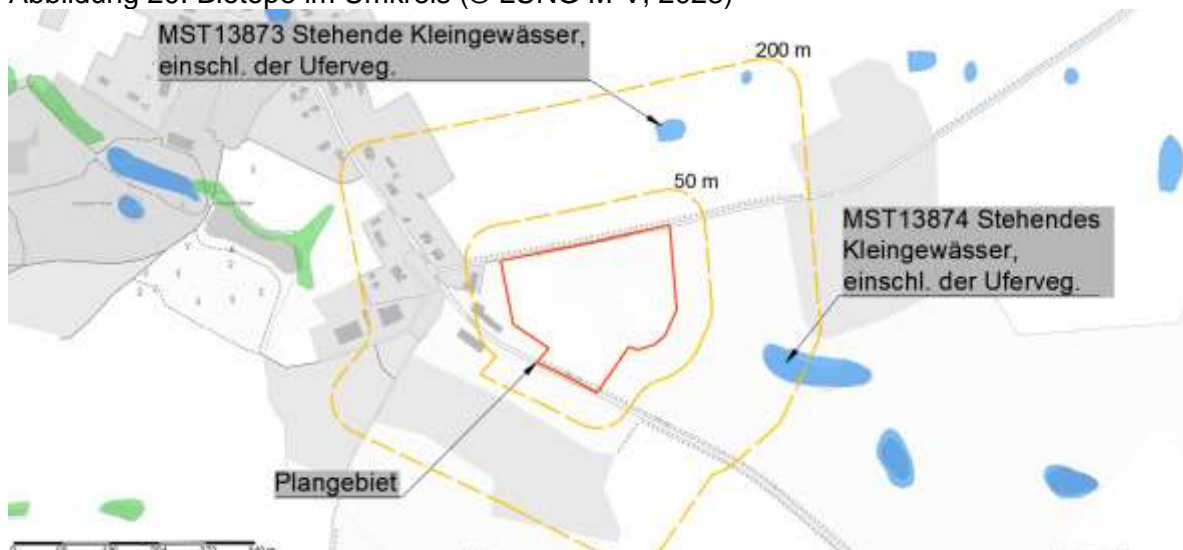 Abbildung 20: Biotope im Umkreis (© LUNG M-V, 2023)
MST13873 Stehende Kleingewässer,
einschl. der Uferveg.
200 m
50 m
MST13874 Stehendes
Kleingewässer,
einschl. der Uferveg.
Plangebiet